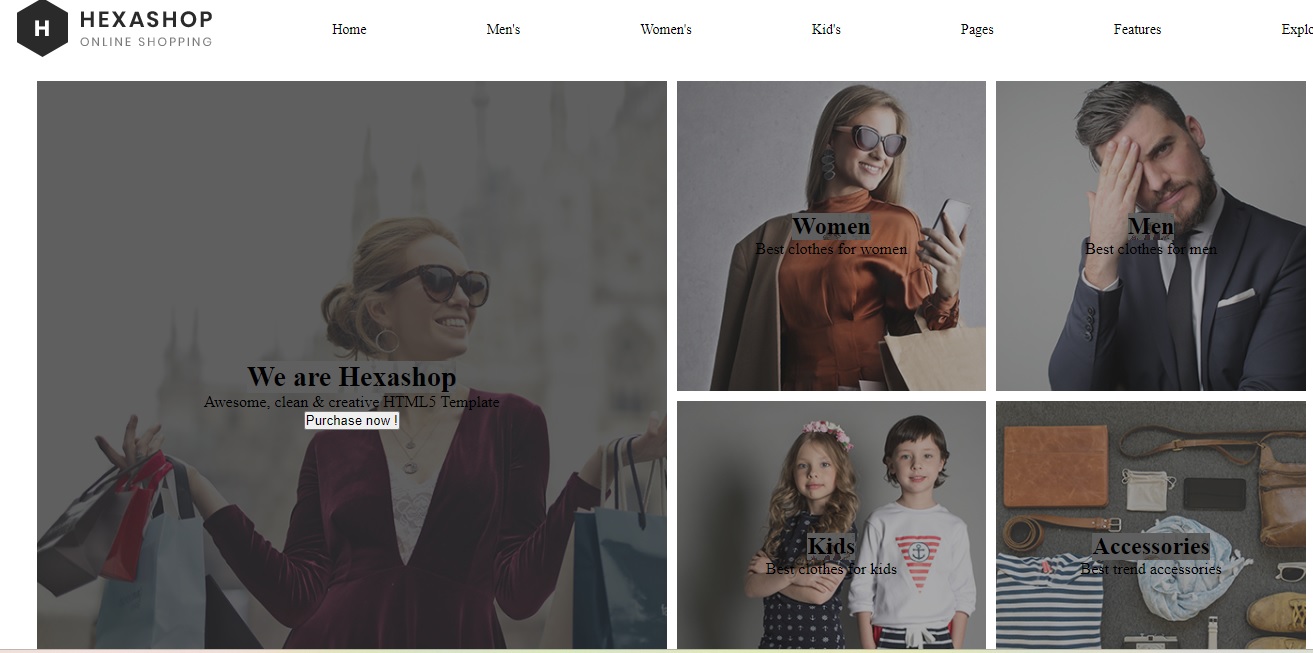 H
HEXASHOP
ONLINE SHOPPING
Home
Men's
Women's
Kid's
Pages
Features
Explo
We are Hexashop
Awesome, clean & creative HTML5 Template
Purchase now !
Women
Best clothes for women
Men
Best clothes for men
Kids
Best clothes for kids
Accessories
Best trend accessories